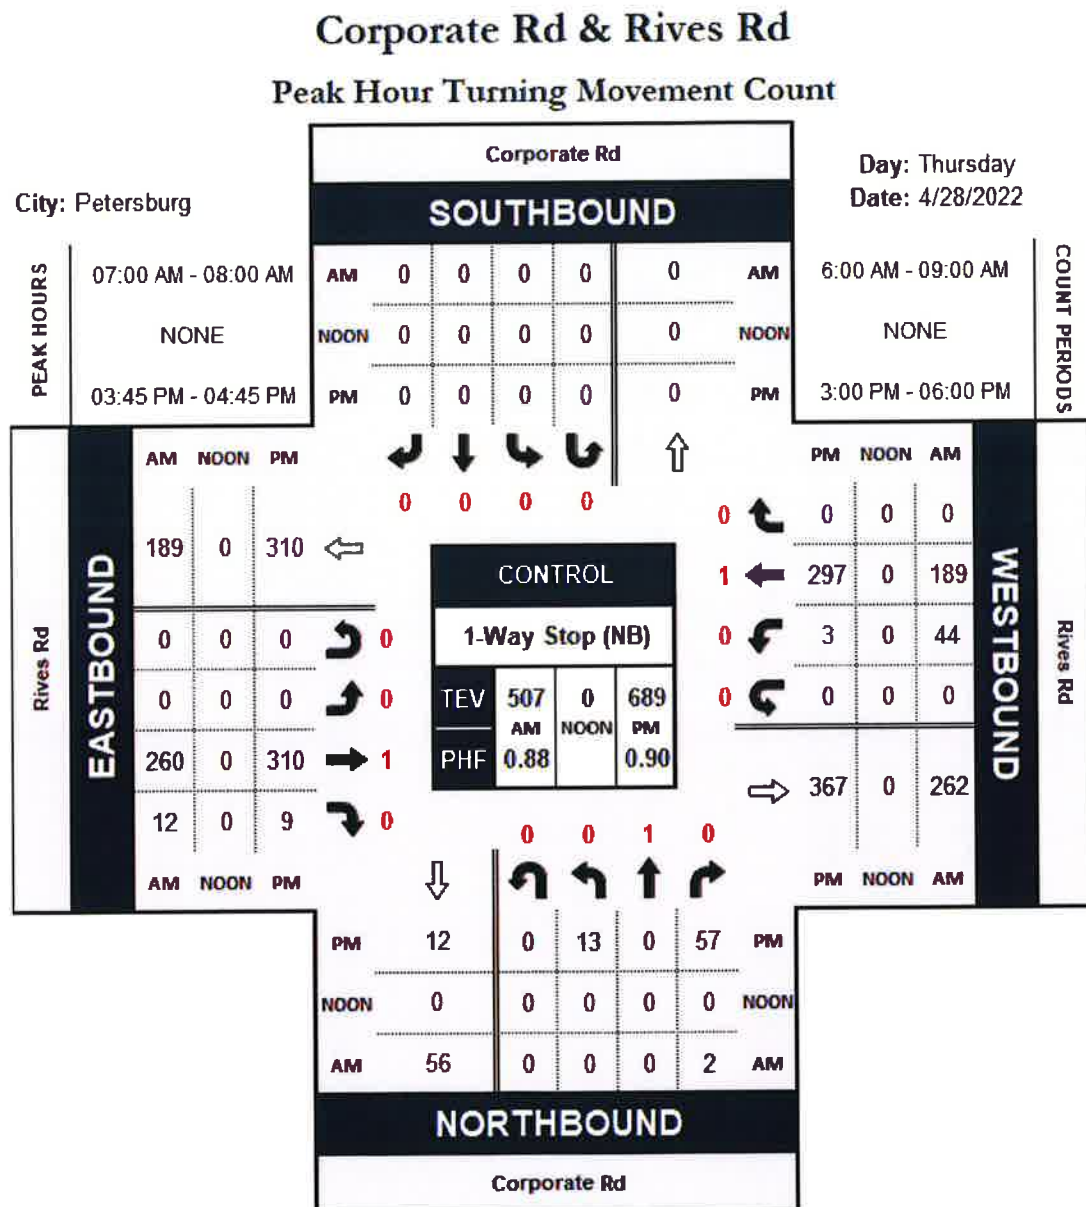 Corporate Rd & Rives Rd
Peak Hour Turning Movement Count
Corporate Rd
City: Petersburg
Day: Thursday
Date: 4/28/2022
SOUTHBOUND
PEAK HOURS
07:00 AM - 08:00 AM
NONE
03:45 PM - 04:45 PM
AM 0 0 0 0 0 AM
NOON 0 0 0 0 0 NOON
PM 0 0 0 0 0 PM
6:00 AM - 09:00 AM
NONE
3:00 PM - 06:00 PM
COUNT PERIODS
0 0 0 0
Rives Rd
EASTBOUND
AM NOON PM
189 0 310
0 0 0 0
0 0 0 0
260 0 310 1
12 0 9 0
AM NOON PM
CONTROL
1-Way Stop (NB)
TEV 507 0 689
AM NOON PM
PHF 0.88 0.90
PM NOON AM
0 0 0 0
1 297 0 189
0 3 0 44
0 0 0 0
367 0 262
PM NOON AM
WESTBOUND
Rives Rd
0 0 1 0
PM 12 0 13 0 57 PM
NOON 0 0 0 0 0 NOON
AM 56 0 0 0 2 AM
NORTHBOUND
Corporate Rd